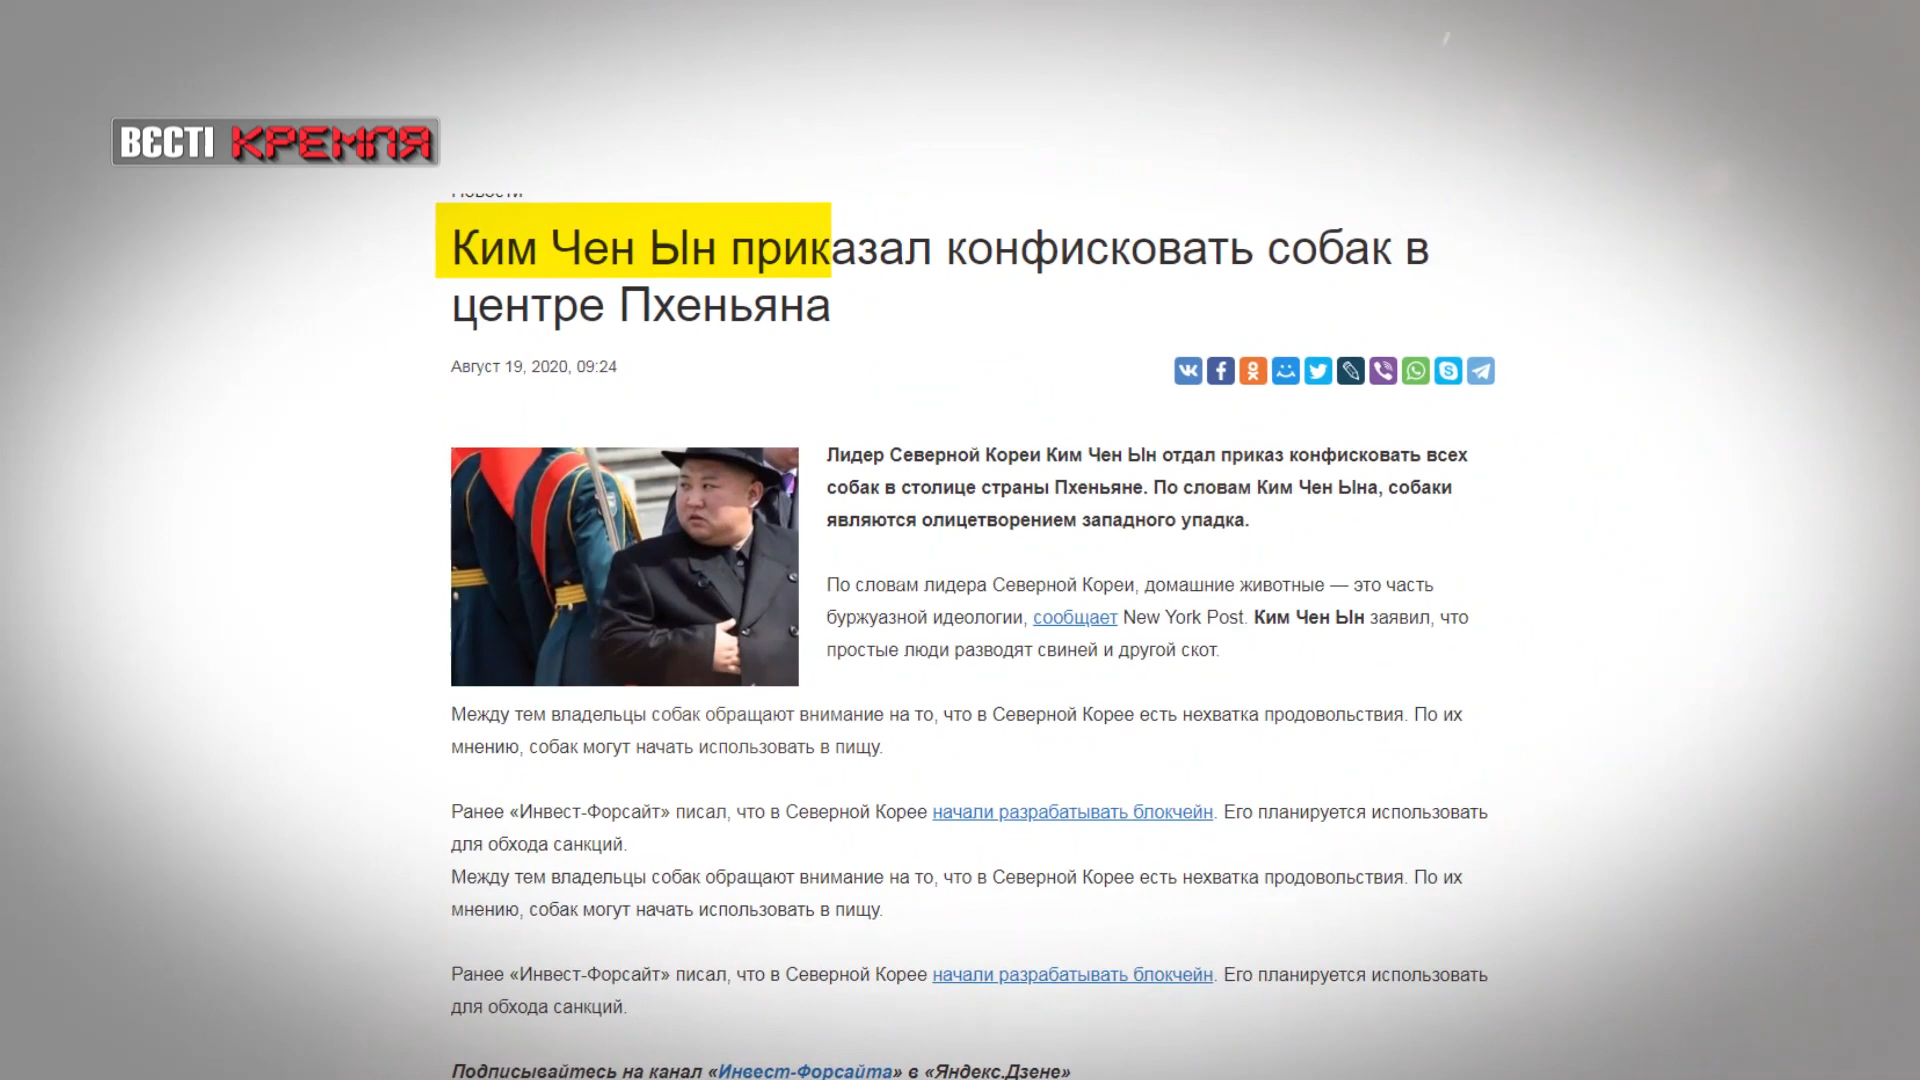 ВЄСТІ КРЕМЛЯ
Новости
Ким Чен Ын приказал конфисковать собак в
центре Пхеньяна
Август 19, 2020, 09:24
Лидер Северной Кореи Ким Чен Ын отдал приказ конфисковать всех
собак в столице страны Пхеньяне. По словам Ким Чен Ына, собаки
являются олицетворением западного упадка.
По словам лидера Северной Кореи, домашние животные — это часть
буржуазной идеологии, сообщает New York Post. Ким Чен Ын заявил, что
простые люди разводят свиней и другой скот.
Между тем владельцы собак обращают внимание на то, что в Северной Корее есть нехватка продовольствия. По их
мнению, собак могут начать использовать в пищу.
Ранее «Инвест-Форсайт» писал, что в Северной Корее начали разрабатывать блокчейн. Его планируется использовать
для обхода санкций.
Между тем владельцы собак обращают внимание на то, что в Северной Корее есть нехватка продовольствия. По их
мнению, собак могут начать использовать в пищу.
Ранее «Инвест-Форсайт» писал, что в Северной Корее начали разрабатывать блокчейн. Его планируется использовать
для обхода санкций.
Подписывайтесь на канал «Инвест-Форсайта» в «Яндекс.Дзене»